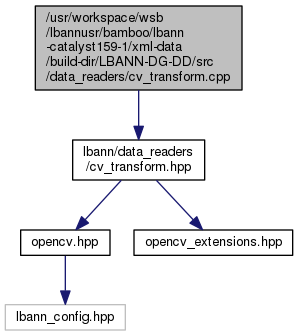 /usr/workspace/wsb
/lbannusr/bamboo/lbann
-catalyst159-1/xml-data
/build-dir/LBANN-DG-DD/src
/data_readers/cv_transform.cpp
lbann/data_readers
/cv_transform.hpp
opencv.hpp
opencv_extensions.hpp
lbann_config.hpp